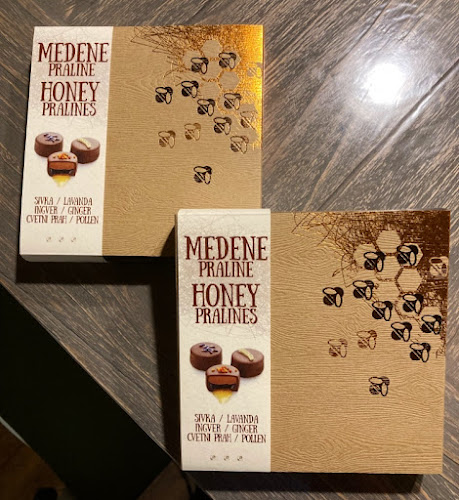 MEDENE
PRALINE
HONEY
PRALINES
SIVKA / LAVANDA
INGVER / GINGER
CVETNI PRAH / POLLEN
MEDENE
PRALINE
HONEY
PRALINES
SIVKA / LAVANDA
INGVER / GINGER
CVETNI PRAH / POLLEN